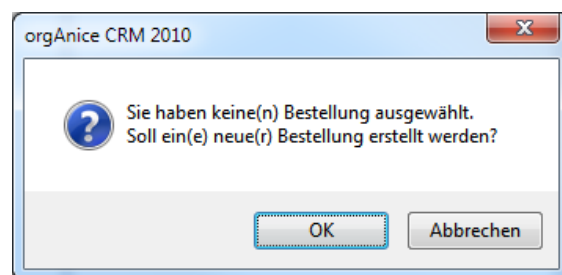 orgAnice CRM 2010
Sie haben keine(n) Bestellung ausgewählt.
Soll ein(e) neue(r) Bestellung erstellt werden?
OK
Abbrechen